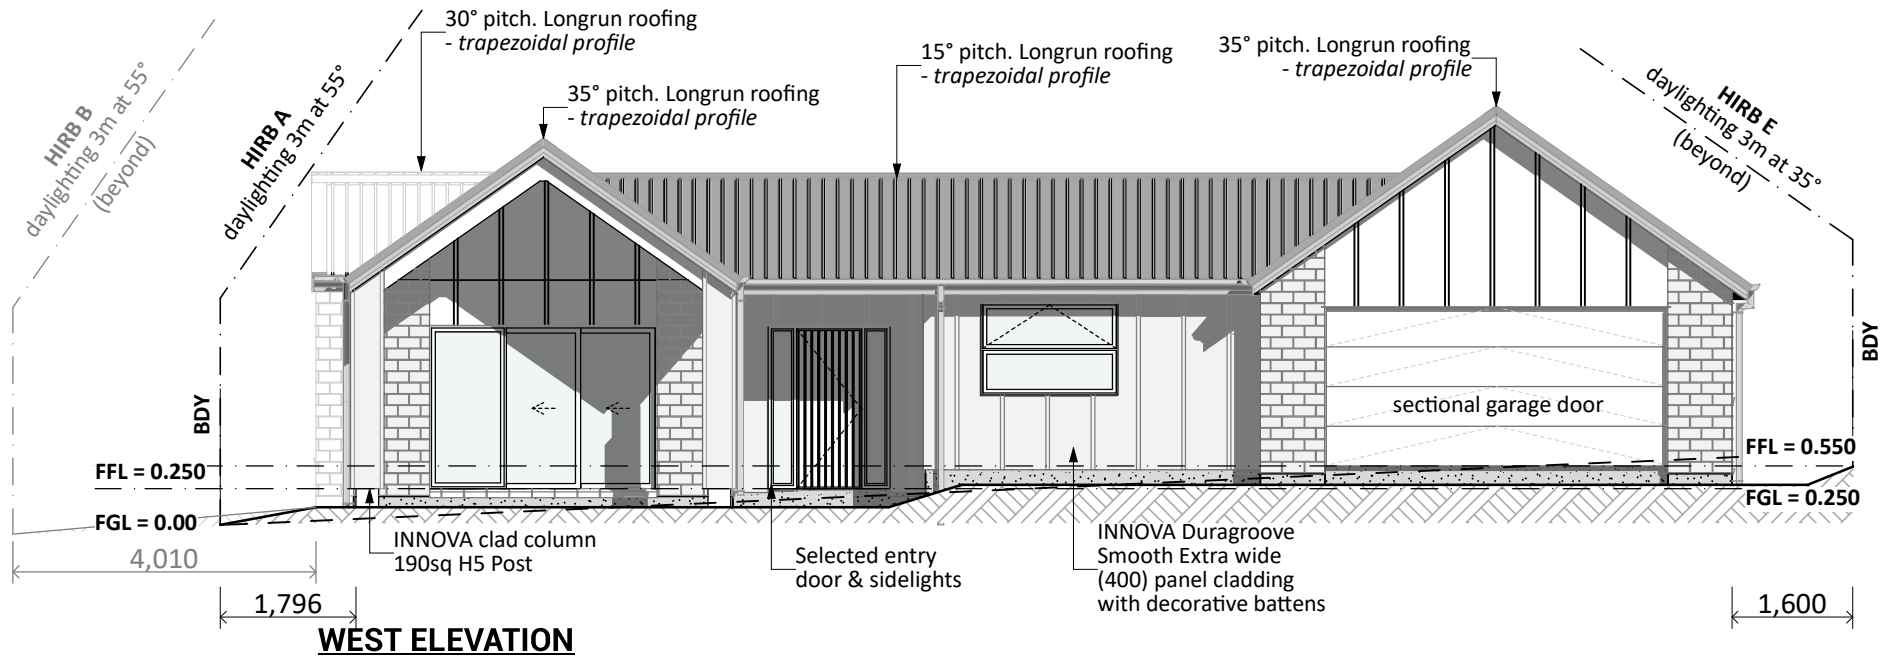 30° pitch. Longrun roofing
- trapezoidal profile
35° pitch. Longrun roofing
- trapezoidal profile
15° pitch. Longrun roofing
- trapezoidal profile
35° pitch. Longrun roofing
- trapezoidal profile
HIRB B
daylighting 3m at 55°
(beyond)
HIRB A
daylighting 3m at 55°
HIRB E
daylighting 3m at 35°
(beyond)
BDY
BDY
sectional garage door
FFL = 0.250
FFL = 0.550
FGL = 0.00
FGL = 0.250
INNOVA clad column
190sq H5 Post
Selected entry
door & sidelights
INNOVA Duragroove
Smooth Extra wide
(400) panel cladding
with decorative battens
4,010
1,796
1,600
WEST ELEVATION